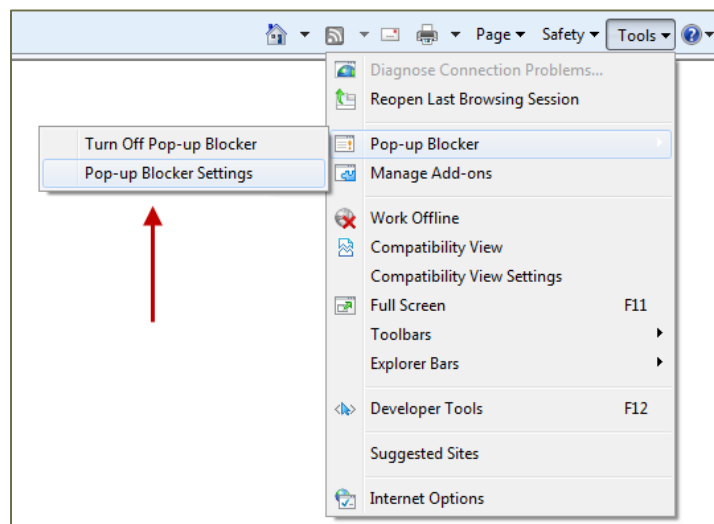 Page Safety Tools
Diagnose Connection Problems...
Reopen Last Browsing Session
Turn Off Pop-up Blocker
Pop-up Blocker Settings
Pop-up Blocker
Manage Add-ons
Work Offline
Compatibility View
Compatibility View Settings
Full Screen F11
Toolbars
Explorer Bars
Developer Tools F12
Suggested Sites
Internet Options